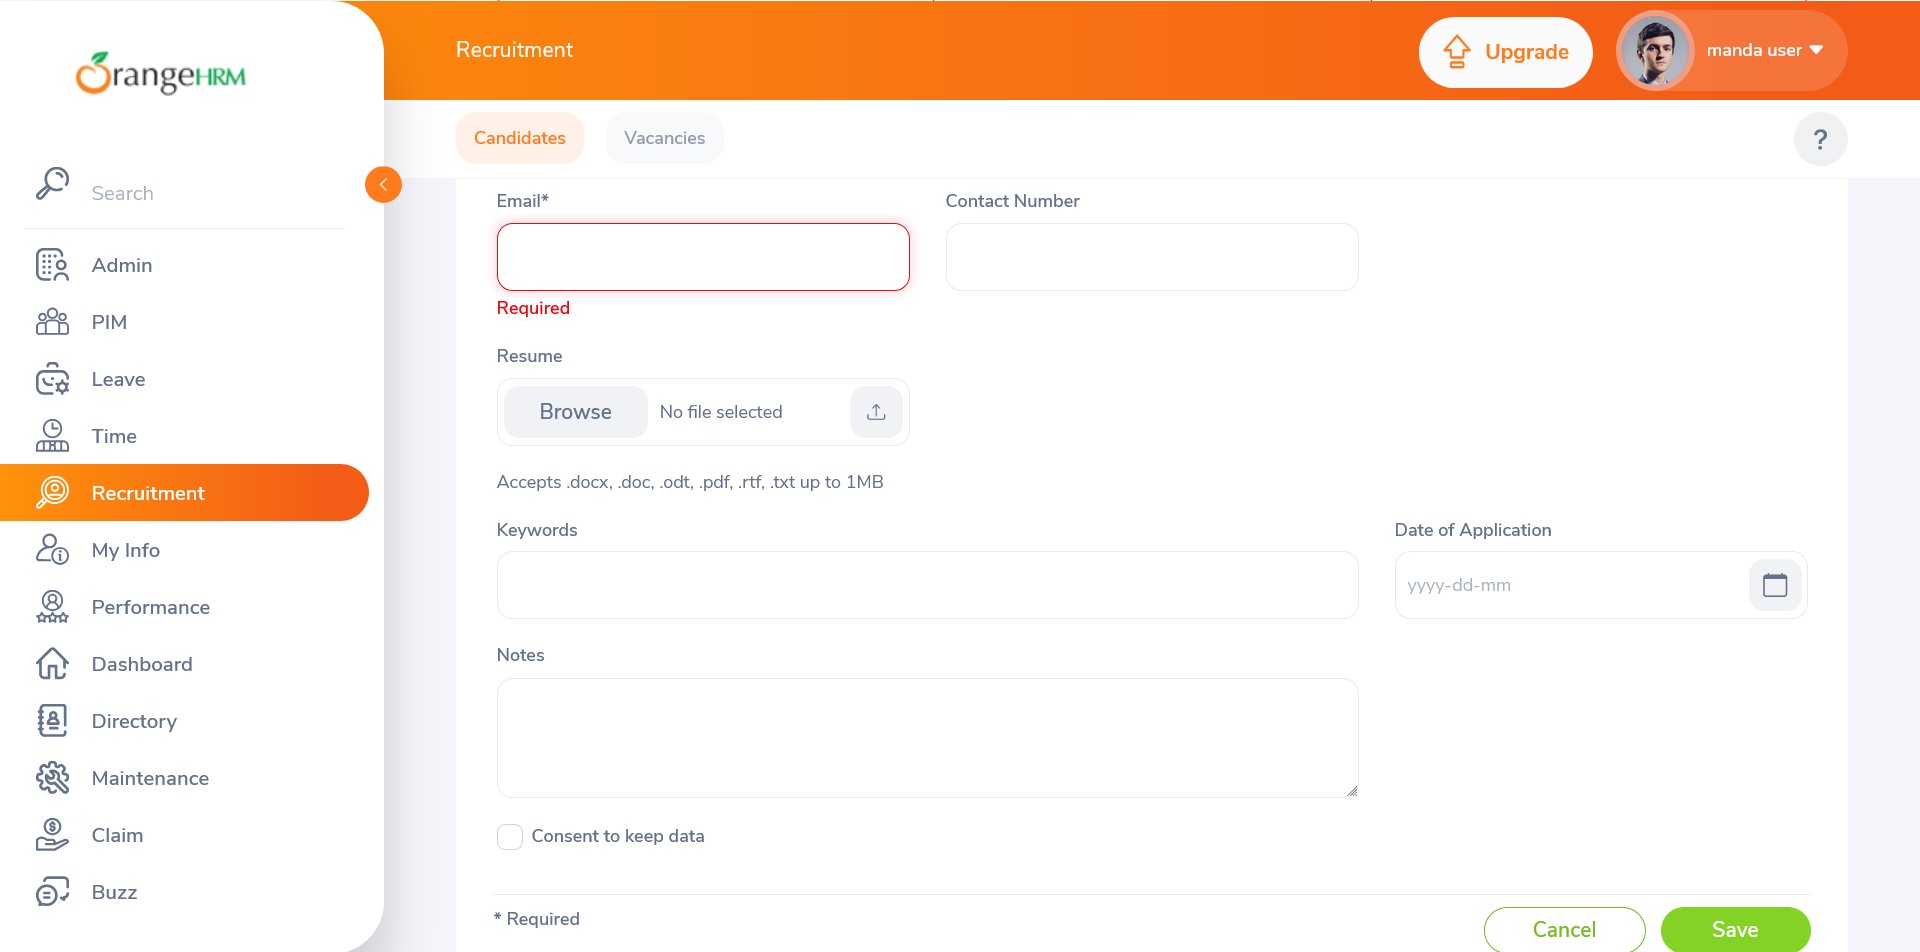 OrangeHRM
Search
Admin
PIM
Leave
Time
Recruitment
My Info
Performance
Dashboard
Directory
Maintenance
Claim
Buzz
Recruitment
Upgrade
manda user
Candidates
Vacancies
?
Email*
Contact Number
Required
Resume
Browse
No file selected
Accepts .docx, .doc, .odt, .pdf, .rtf, .txt up to 1MB
Keywords
Date of Application
yyyy-dd-mm
Notes
Consent to keep data
* Required
Cancel
Save